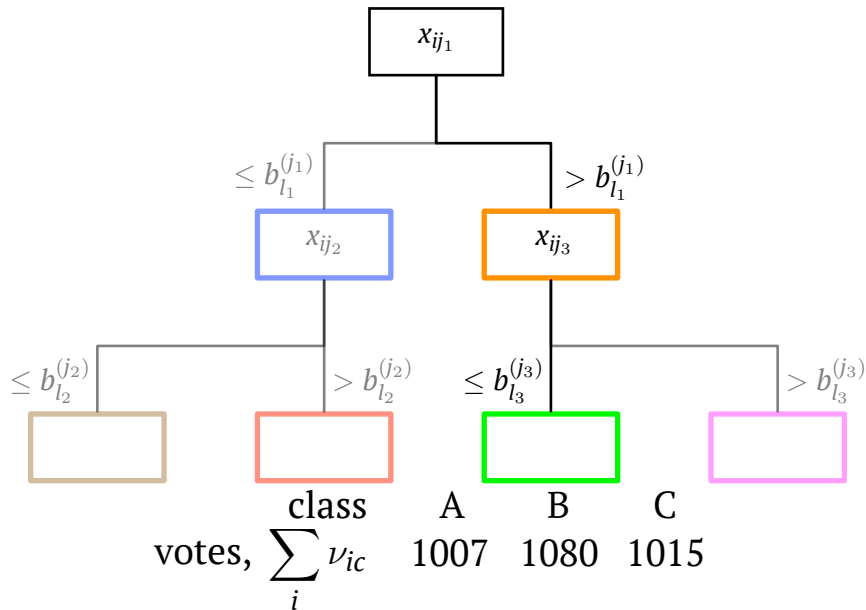 x_{ij_1}
≤ b_{l_1}^{(j_1)} > b_{l_1}^{(j_1)}
x_{ij_2} x_{ij_3}
≤ b_{l_2}^{(j_2)} > b_{l_2}^{(j_2)} ≤ b_{l_3}^{(j_3)} > b_{l_3}^{(j_3)}
class A B C
votes, ∑_i ν_{ic} 1007 1080 1015